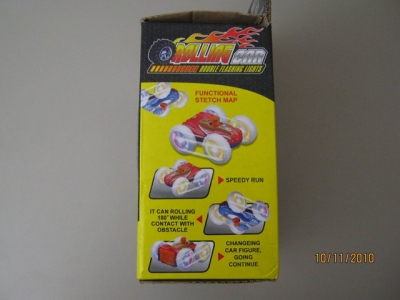 ROLLING
CAR
DOUBLE FLASHING LIGHTS
FUNCTIONAL
STETCH MAP
SPEEDY RUN
IT CAN ROLLING
180° WHILE
CONTACT WITH
OBSTACLE
CHANGEING
CAR FIGURE,
GOING
CONTINUE
10/11/2010